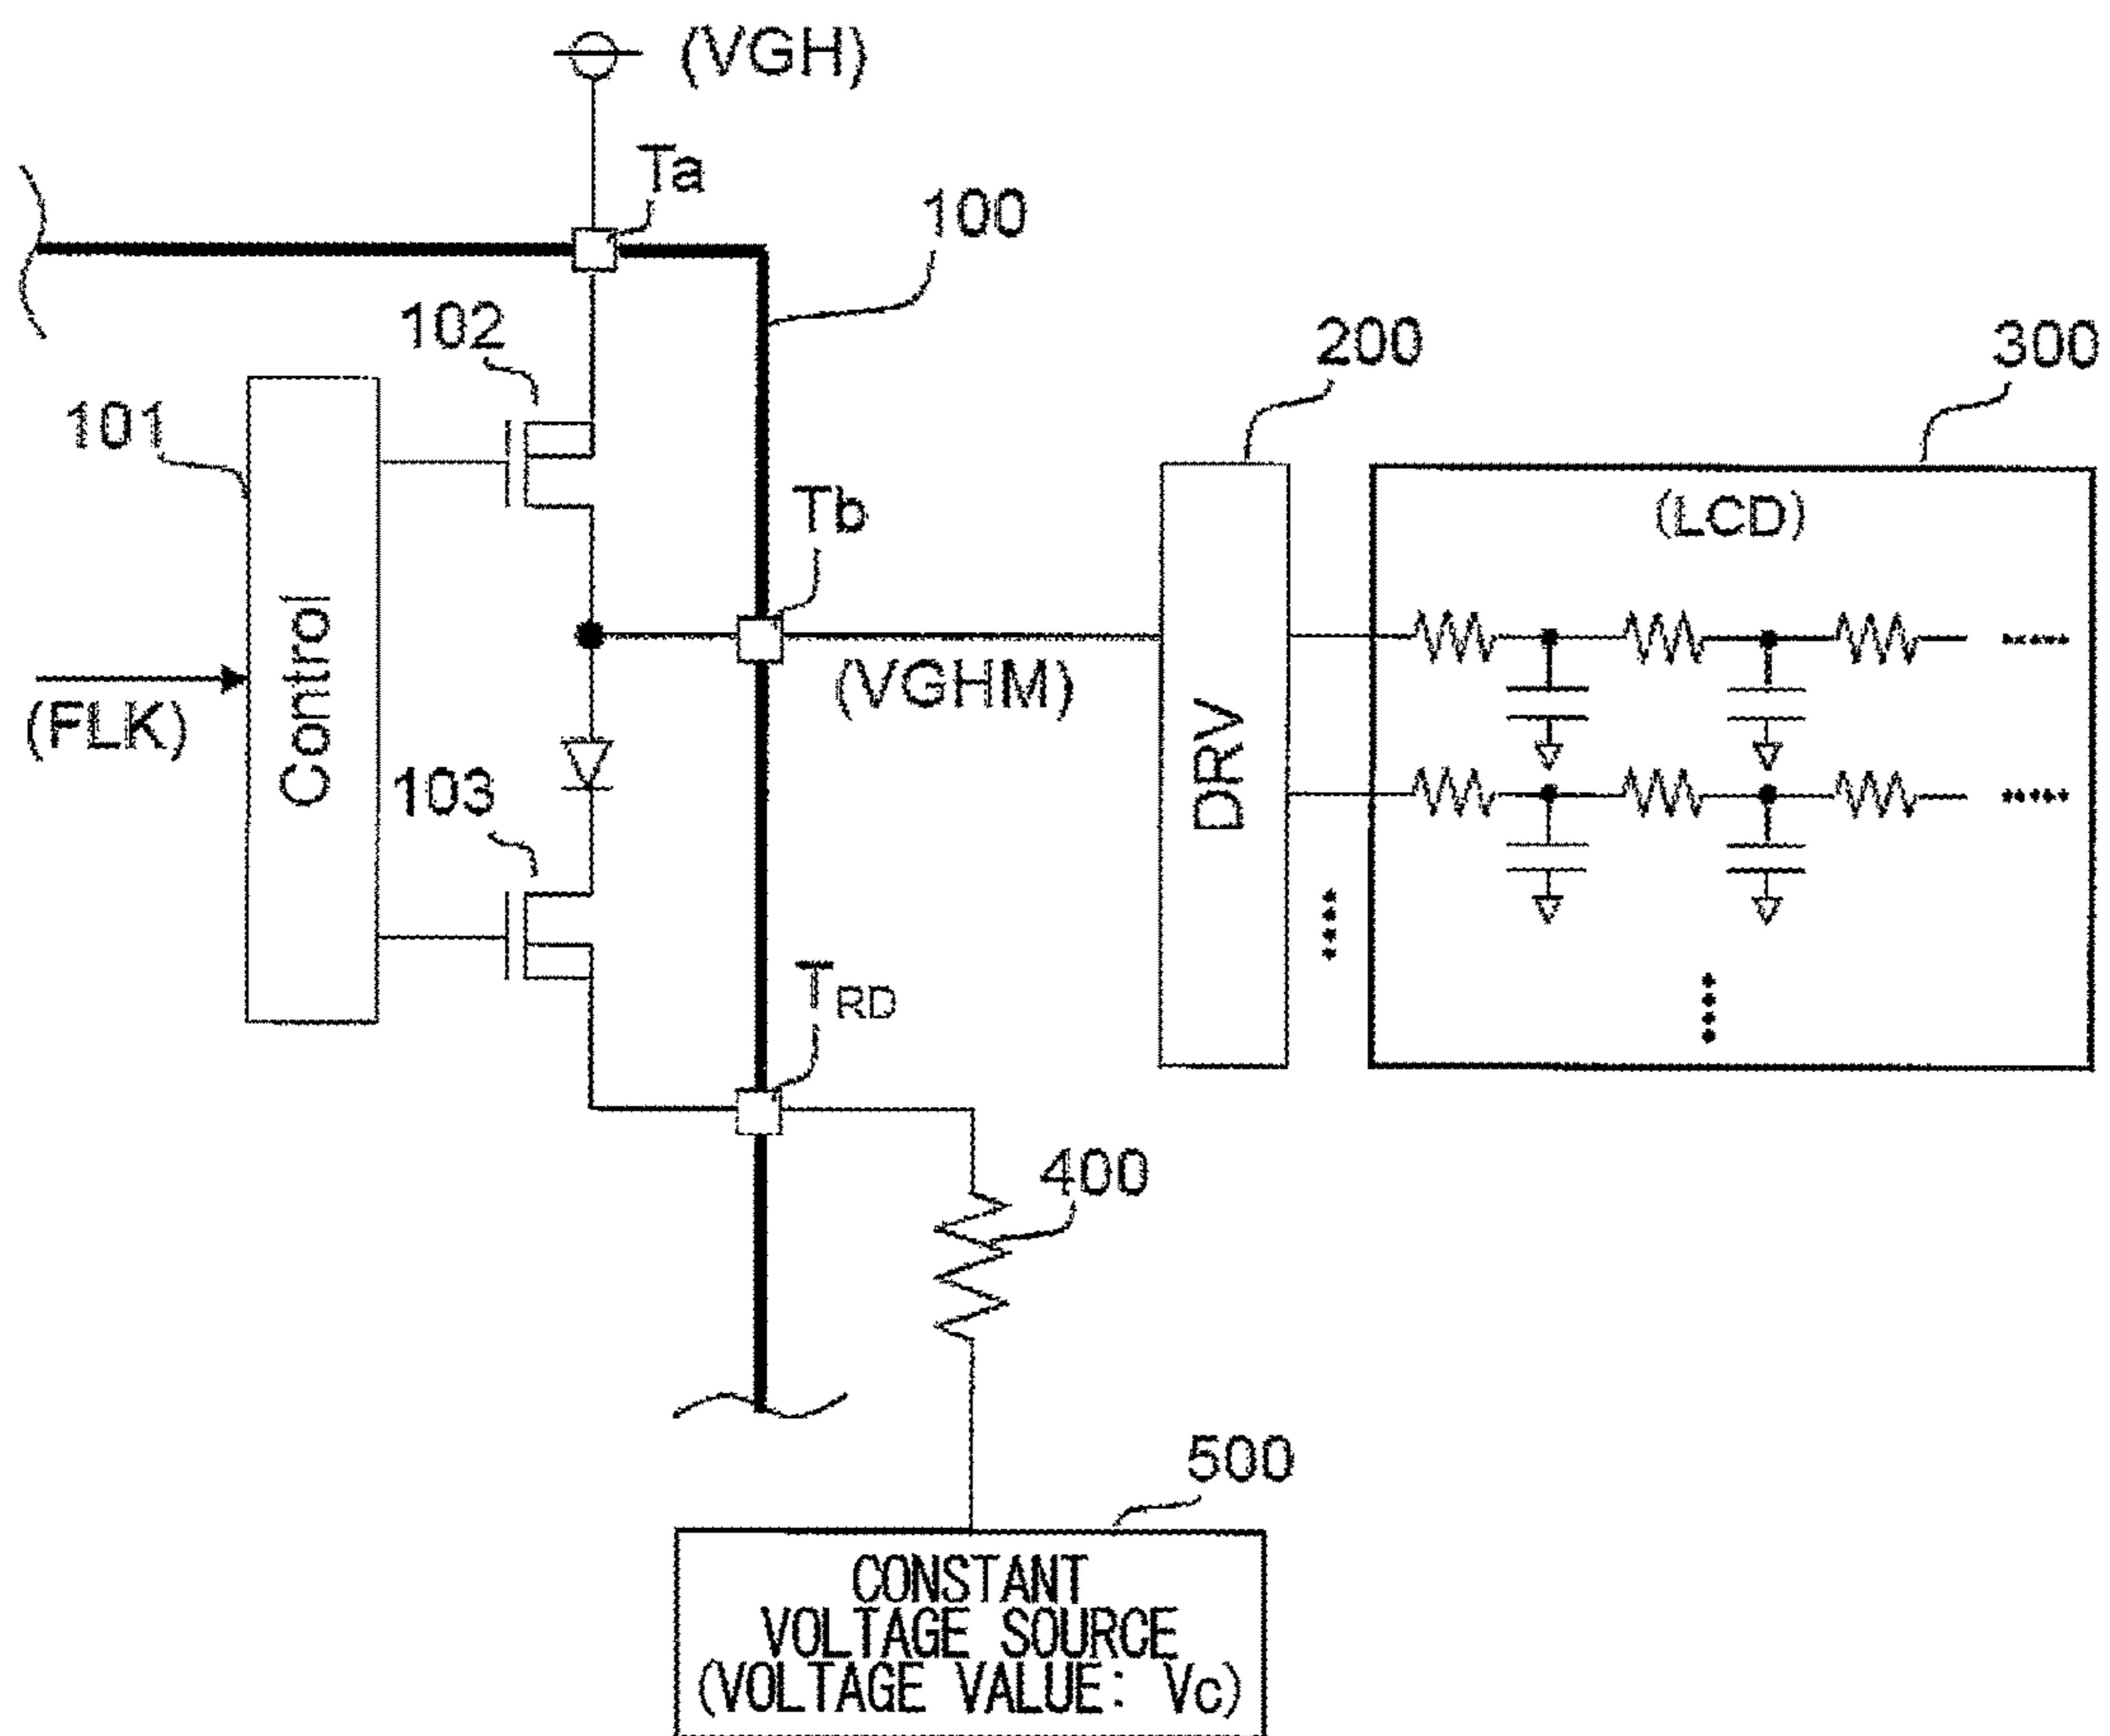 (VGH)
Ta
100
102
200
300
101
Tb
(LCD)
Control
(VGHM)
(FLK)
DRV
103
TRD
400
500
CONSTANT
VOLTAGE SOURCE
(VOLTAGE VALUE: Vc)